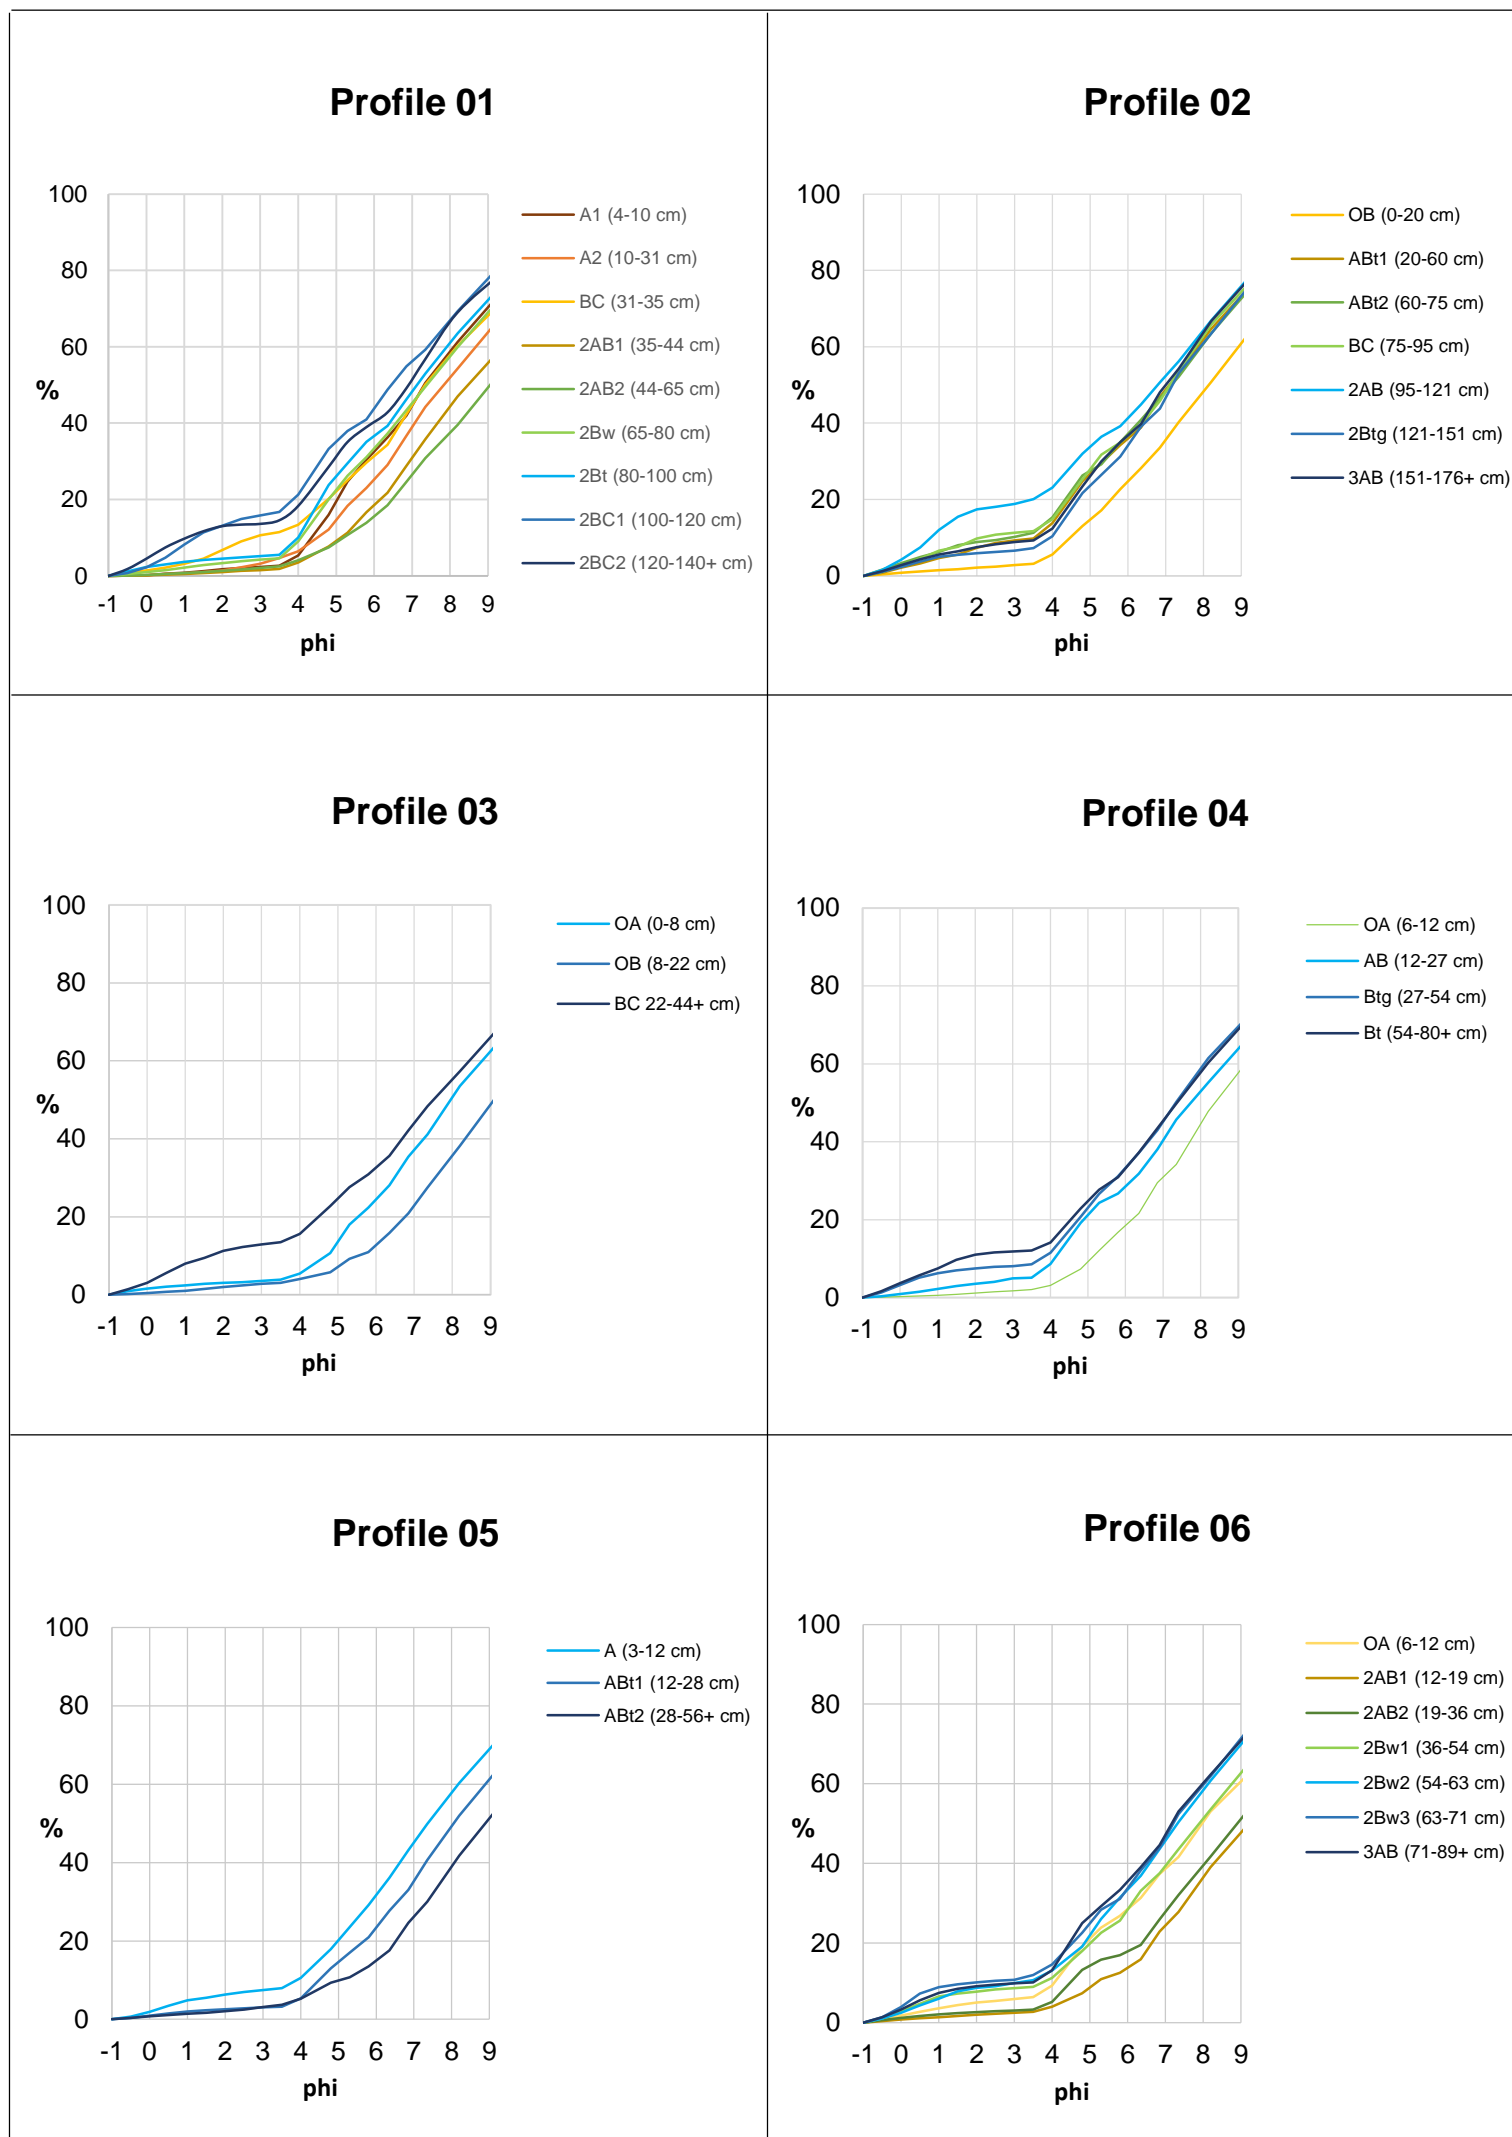 Profile 01
100
80
60
40
20
0
%
-1 0 1 2 3 4 5 6 7 8 9
phi
A1 (4-10 cm)
A2 (10-31 cm)
BC (31-35 cm)
2AB1 (35-44 cm)
2AB2 (44-65 cm)
2Bw (65-80 cm)
2Bt (80-100 cm)
2BC1 (100-120 cm)
2BC2 (120-140+ cm)
Profile 02
100
80
60
40
20
0
%
-1 0 1 2 3 4 5 6 7 8 9
phi
OB (0-20 cm)
ABt1 (20-60 cm)
ABt2 (60-75 cm)
BC (75-95 cm)
2AB (95-121 cm)
2Btg (121-151 cm)
3AB (151-176+ cm)
Profile 03
100
80
60
40
20
0
%
-1 0 1 2 3 4 5 6 7 8 9
phi
OA (0-8 cm)
OB (8-22 cm)
BC 22-44+ cm)
Profile 04
100
80
60
40
20
0
%
-1 0 1 2 3 4 5 6 7 8 9
phi
OA (6-12 cm)
AB (12-27 cm)
Btg (27-54 cm)
Bt (54-80+ cm)
Profile 05
100
80
60
40
20
0
%
-1 0 1 2 3 4 5 6 7 8 9
phi
A (3-12 cm)
ABt1 (12-28 cm)
ABt2 (28-56+ cm)
Profile 06
100
80
60
40
20
0
%
-1 0 1 2 3 4 5 6 7 8 9
phi
OA (6-12 cm)
2AB1 (12-19 cm)
2AB2 (19-36 cm)
2Bw1 (36-54 cm)
2Bw2 (54-63 cm)
2Bw3 (63-71 cm)
3AB (71-89+ cm)